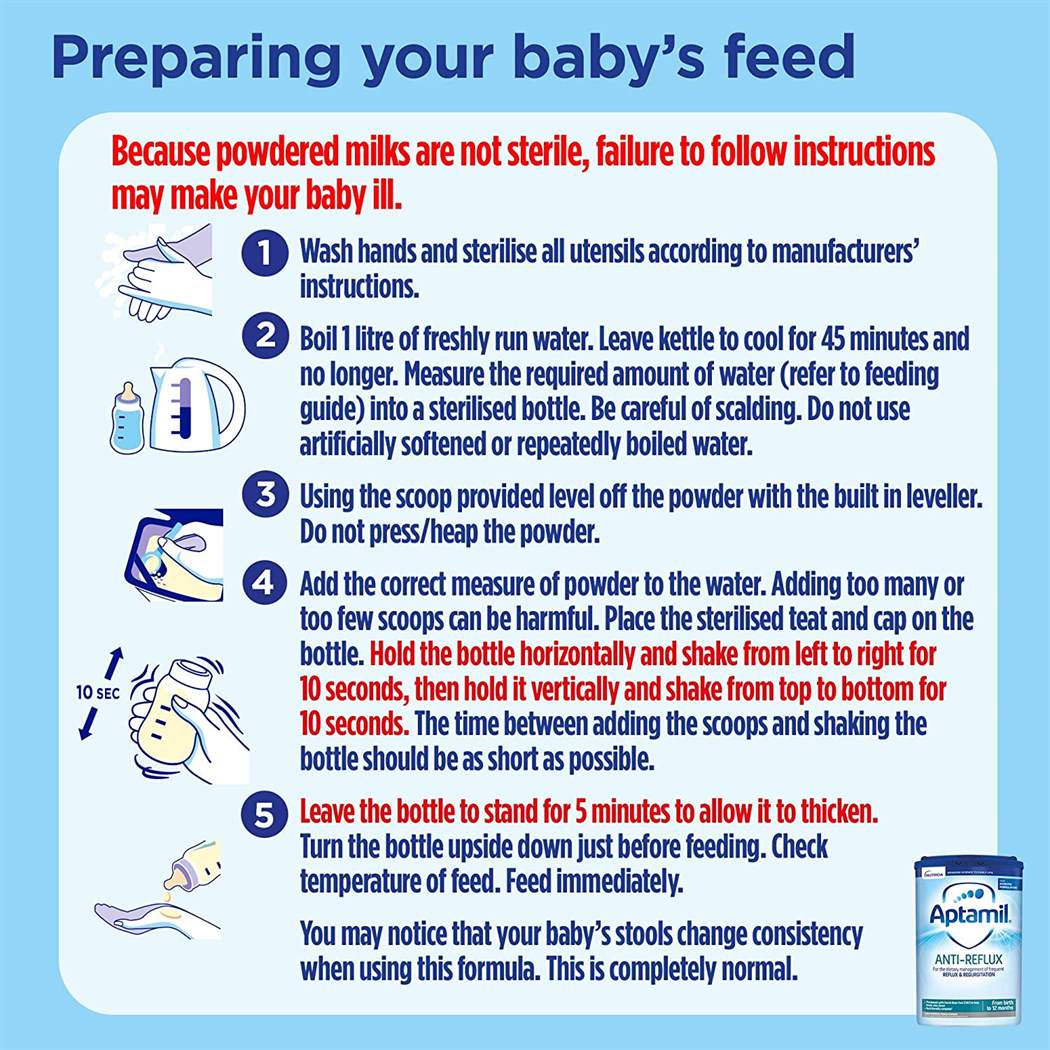 Preparing your baby's feed
Because powdered milks are not sterile, failure to follow instructions
may make your baby ill.
1 Wash hands and sterilise all utensils according to manufacturers'
instructions.
2 Boil 1 litre of freshly run water. Leave kettle to cool for 45 minutes and
no longer. Measure the required amount of water (refer to feeding
guide) into a sterilised bottle. Be careful of scalding. Do not use
artificially softened or repeatedly boiled water.
3 Using the scoop provided level off the powder with the built in leveller.
Do not press/heap the powder.
4 Add the correct measure of powder to the water. Adding too many or
too few scoops can be harmful. Place the sterilised teat and cap on the
bottle. Hold the bottle horizontally and shake from left to right for
10 seconds, then hold it vertically and shake from top to bottom for
10 seconds. The time between adding the scoops and shaking the
bottle should be as short as possible.
10 SEC
5 Leave the bottle to stand for 5 minutes to allow it to thicken.
Turn the bottle upside down just before feeding. Check
temperature of feed. Feed immediately.
You may notice that your baby's stools change consistency
when using this formula. This is completely normal.
NUTRICIA
Aptamil
ANTI-REFLUX
For the dietary management of frequent
REFLUX & REGURGITATION
From birth
to 12 months